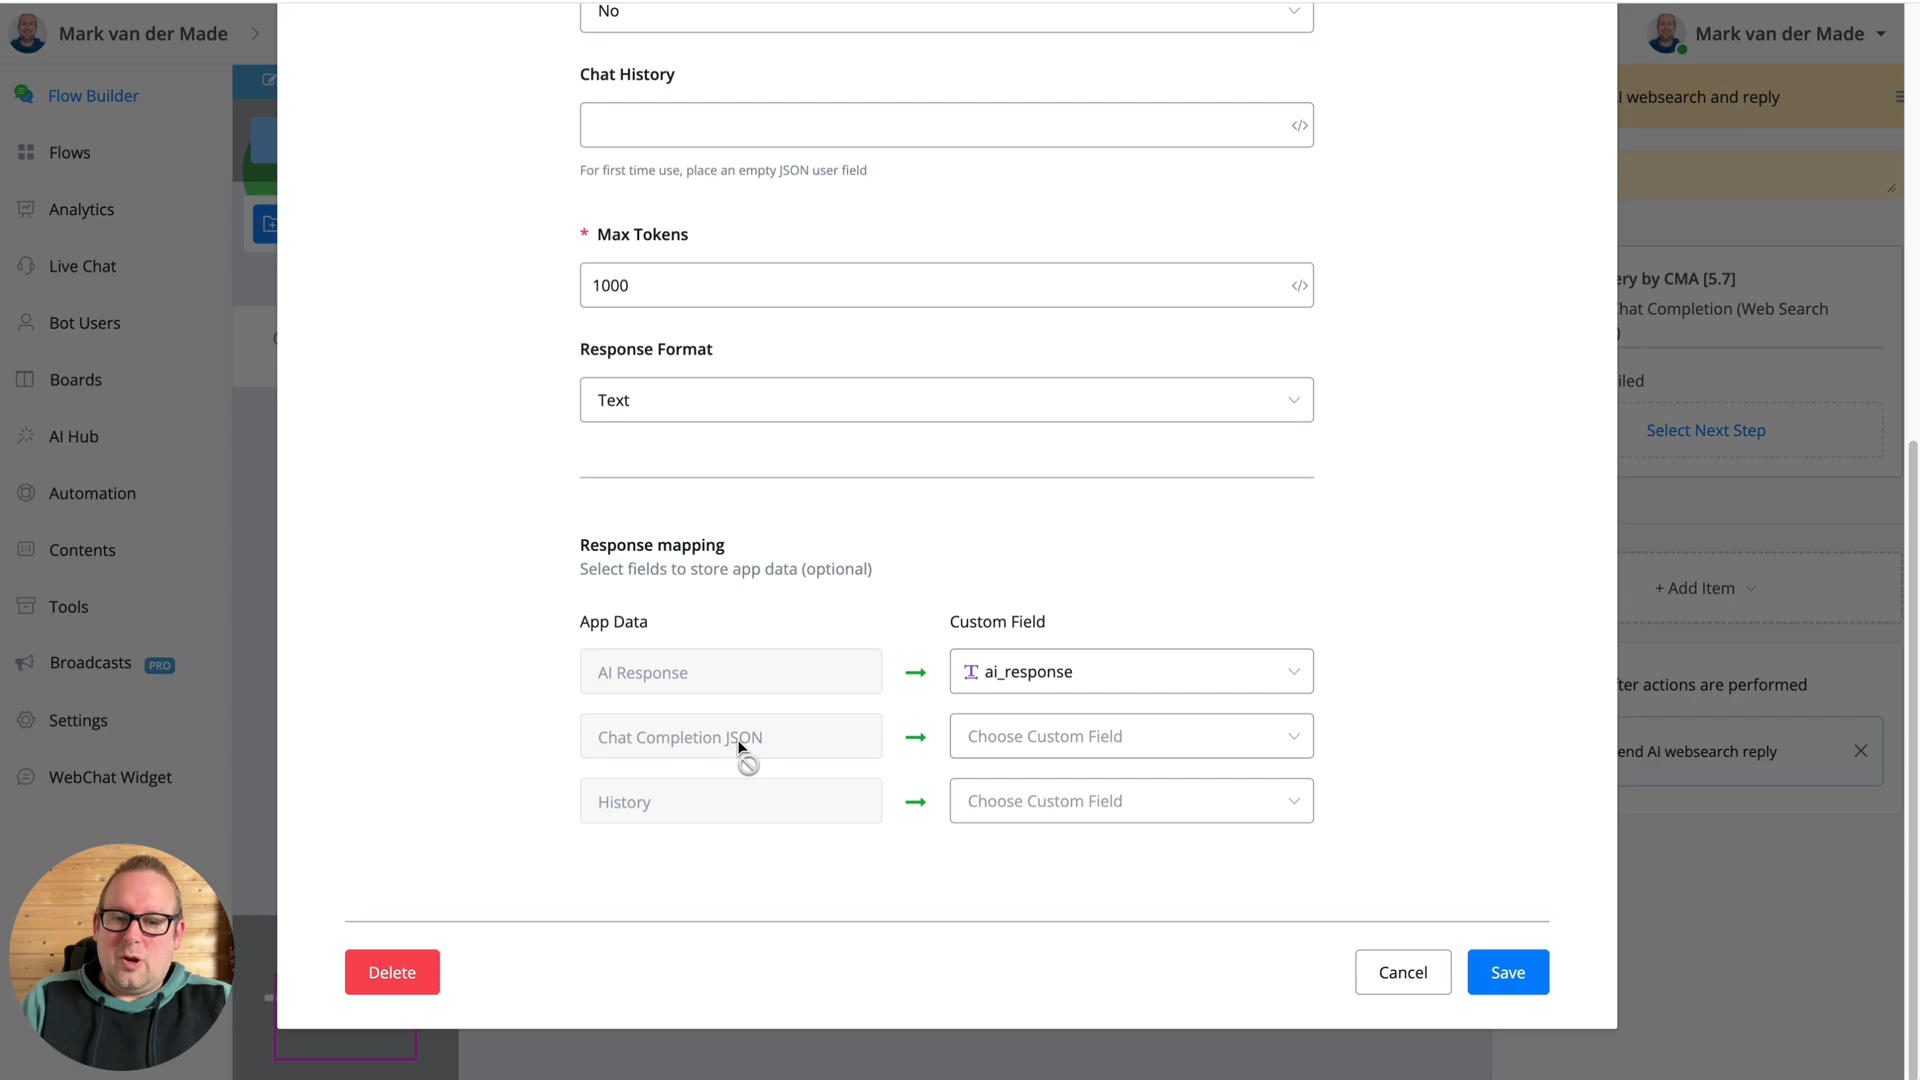 Mark van der Made
Mark van der Made
Flow Builder
Flows
Analytics
Live Chat
Bot Users
Boards
AI Hub
Automation
Contents
Tools
Broadcasts PRO
Settings
WebChat Widget
No
Chat History
</>
For first time use, place an empty JSON user field
* Max Tokens
1000 </>
Response Format
Text
Response mapping
Select fields to store app data (optional)
App Data Custom Field
AI Response ai_response
Chat Completion JSON Choose Custom Field
History Choose Custom Field
Delete Cancel Save
I websearch and reply
ery by CMA [5.7]
hat Completion (Web Search
)
iled
Select Next Step
+ Add Item
ter actions are performed
end AI websearch reply